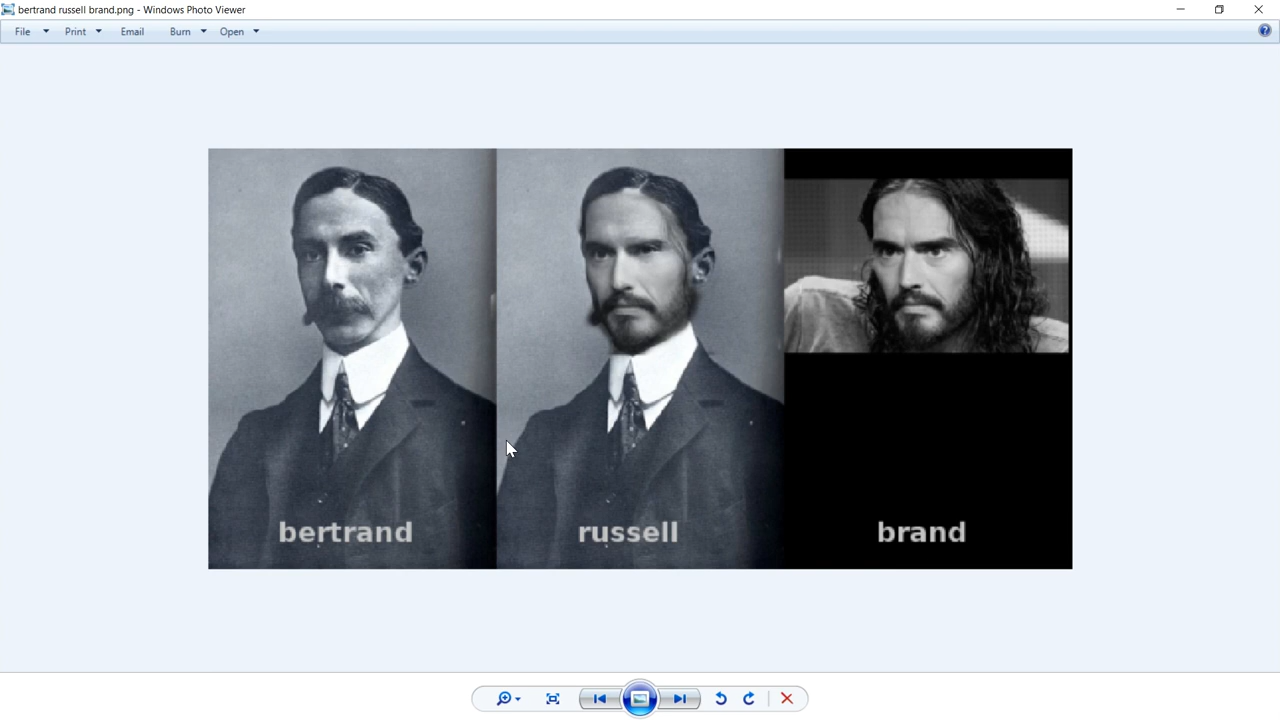 bertrand russell brand.png - Windows Photo Viewer
File Print Email Burn Open
bertrand russell brand